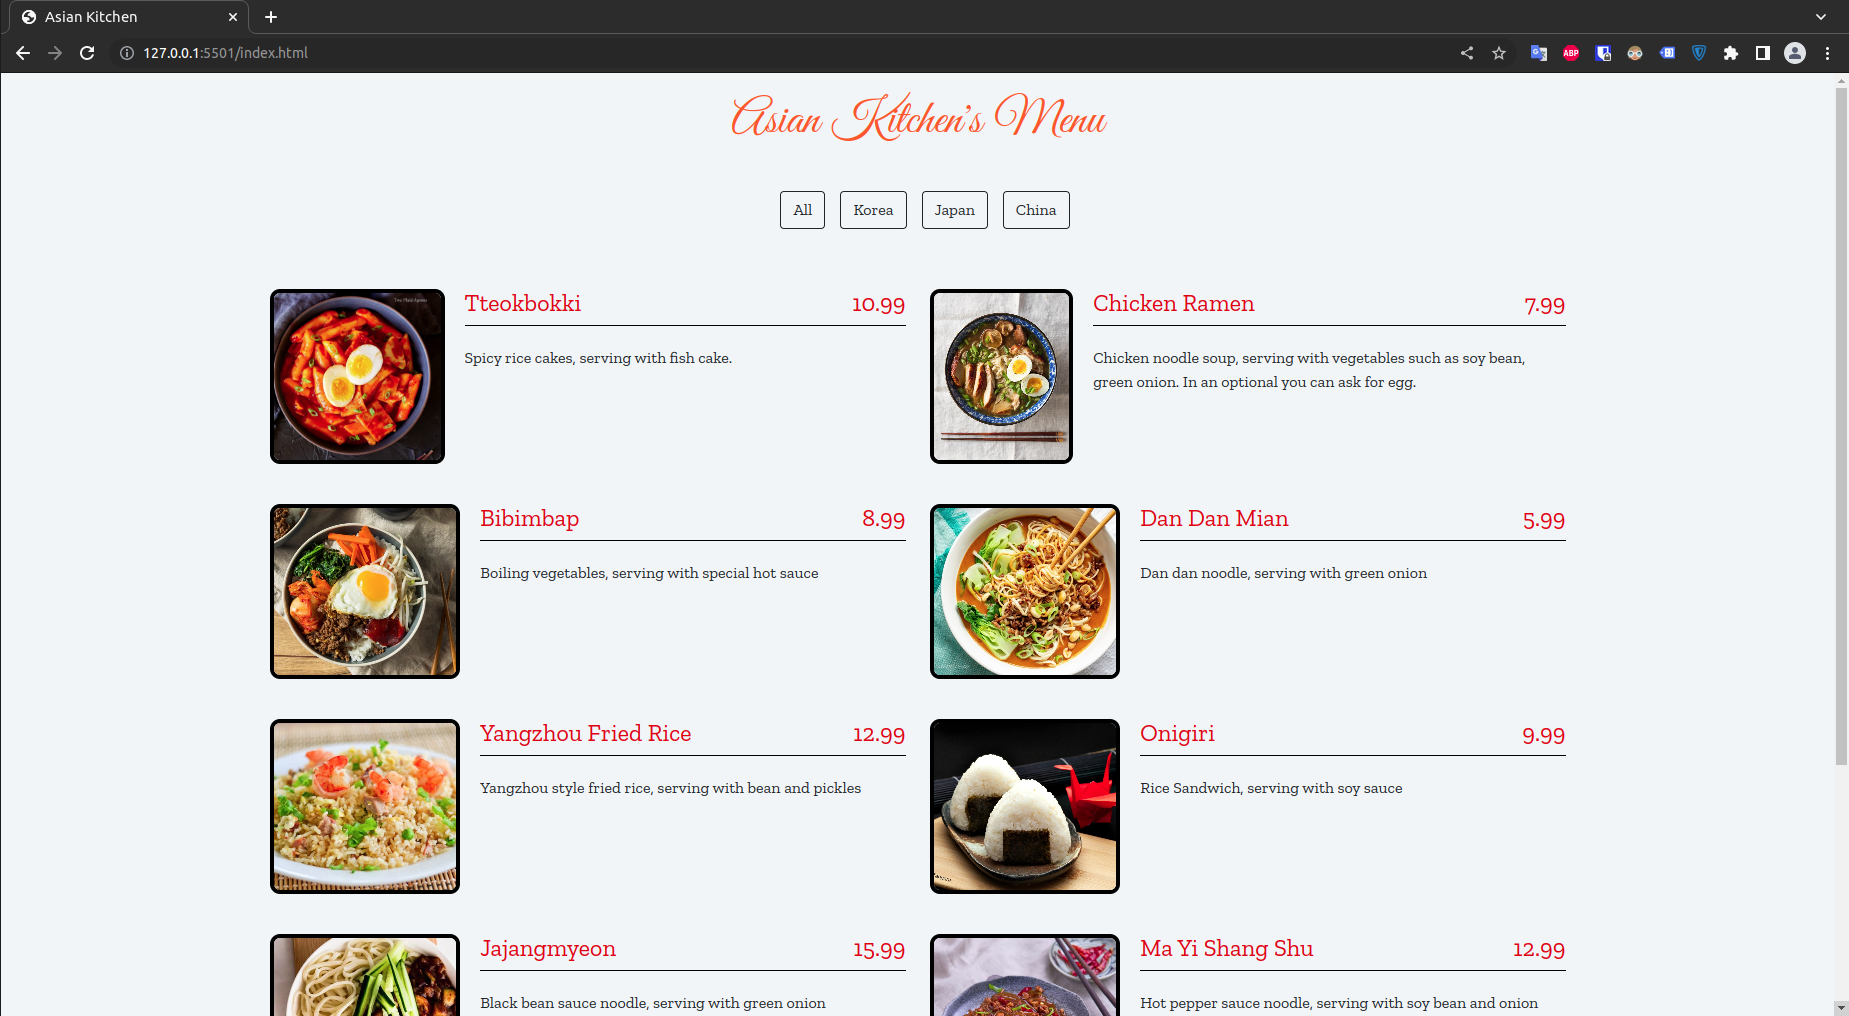 Asian Kitchen
127.0.0.1:5501/index.html
ABP
Asian Kitchen's Menu
All
Korea
Japan
China
Tteokbokki
10.99
Spicy rice cakes, serving with fish cake.
Chicken Ramen
7.99
Chicken noodle soup, serving with vegetables such as soy bean,
green onion. In an optional you can ask for egg.
Bibimbap
8.99
Boiling vegetables, serving with special hot sauce
Dan Dan Mian
5.99
Dan dan noodle, serving with green onion
Yangzhou Fried Rice
12.99
Yangzhou style fried rice, serving with bean and pickles
Onigiri
9.99
Rice Sandwich, serving with soy sauce
Jajangmyeon
15.99
Black bean sauce noodle, serving with green onion
Ma Yi Shang Shu
12.99
Hot pepper sauce noodle, serving with soy bean and onion